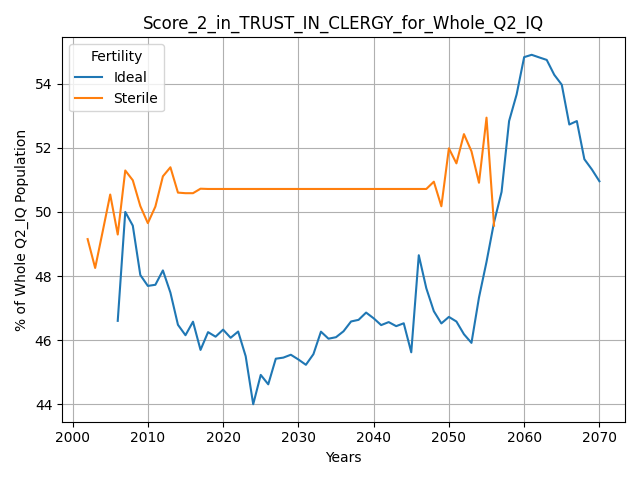 Score_2_in_TRUST_IN_CLERGY_for_Whole_Q2_IQ
Fertility
Ideal
Sterile
% of Whole Q2_IQ Population
54
52
50
48
46
44
2000 2010 2020 2030 2040 2050 2060 2070
Years